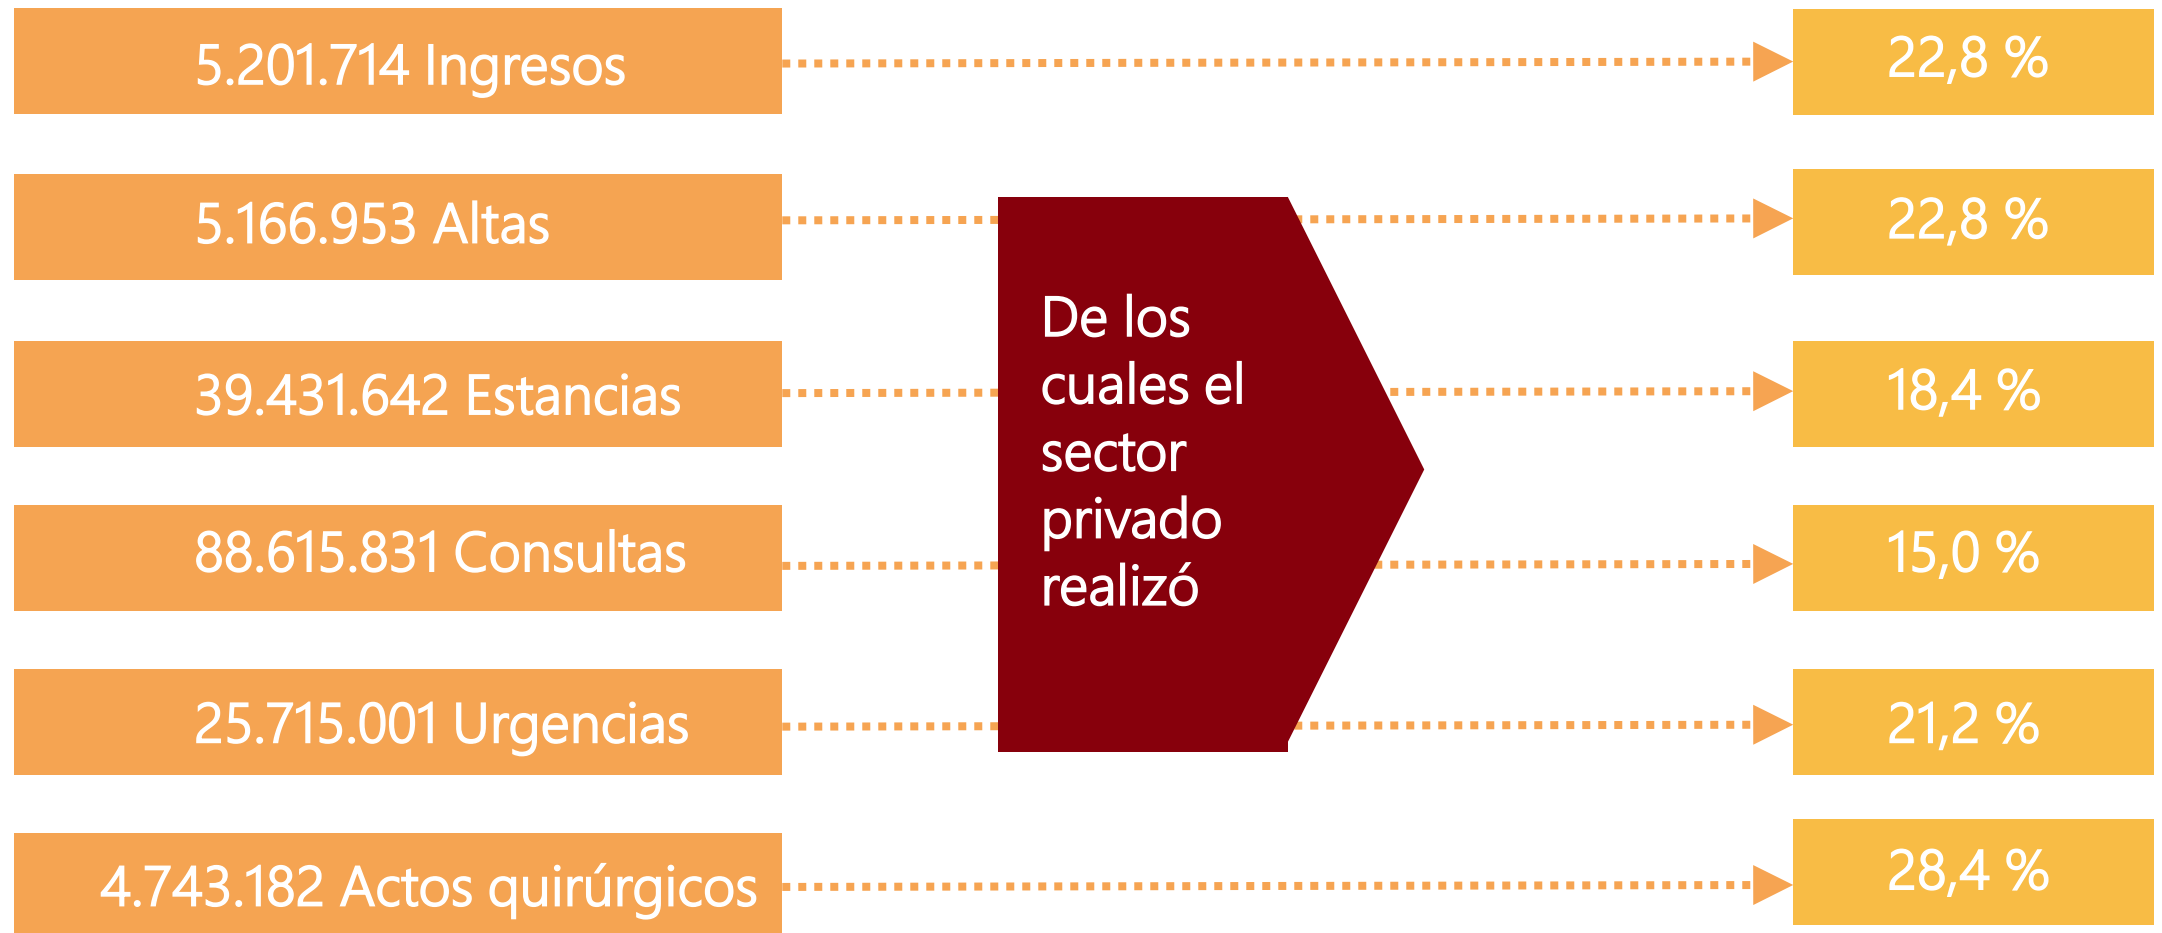 5.201.714 Ingresos
22,8 %
5.166.953 Altas
22,8 %
39.431.642 Estancias
18,4 %
88.615.831 Consultas
15,0 %
25.715.001 Urgencias
21,2 %
4.743.182 Actos quirúrgicos
28,4 %
De los
cuales el
sector
privado
realizó